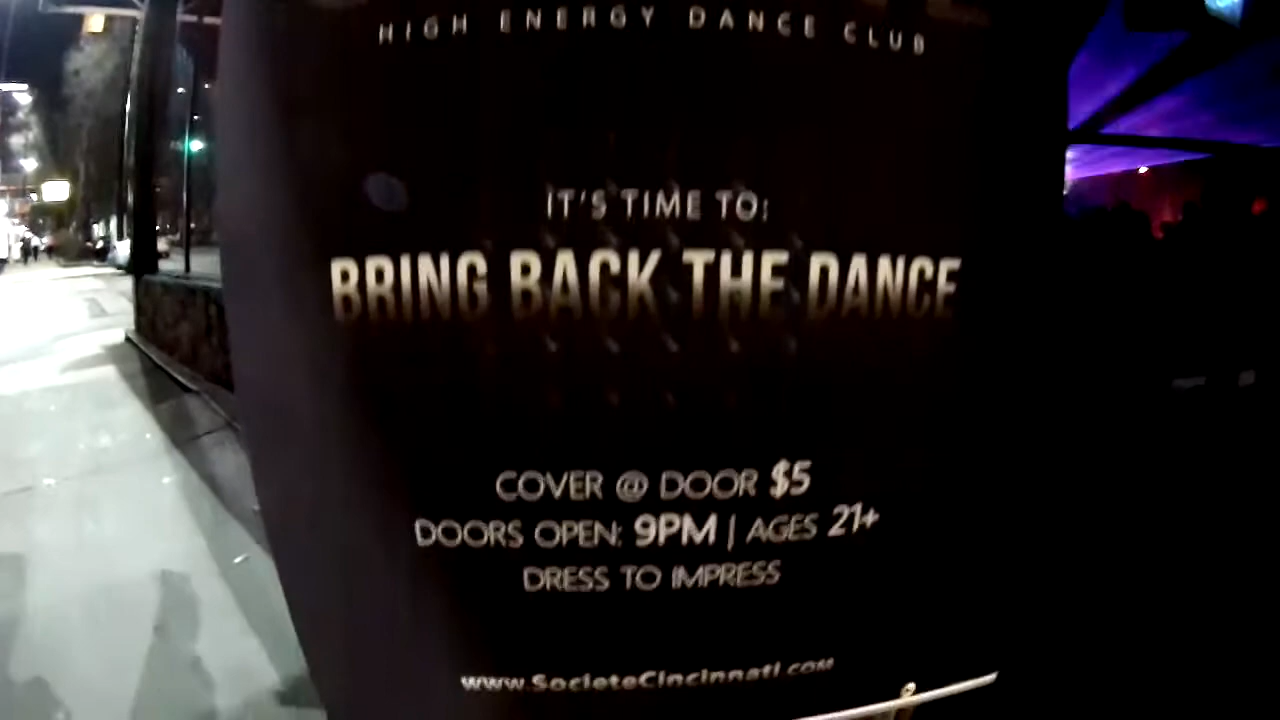 HIGH ENERGY DANCE CLUB
IT'S TIME TO:
BRING BACK THE DANCE
COVER @ DOOR $5
DOORS OPEN: 9PM | AGES 21+
DRESS TO IMPRESS
www.SocieteCincinnati.com